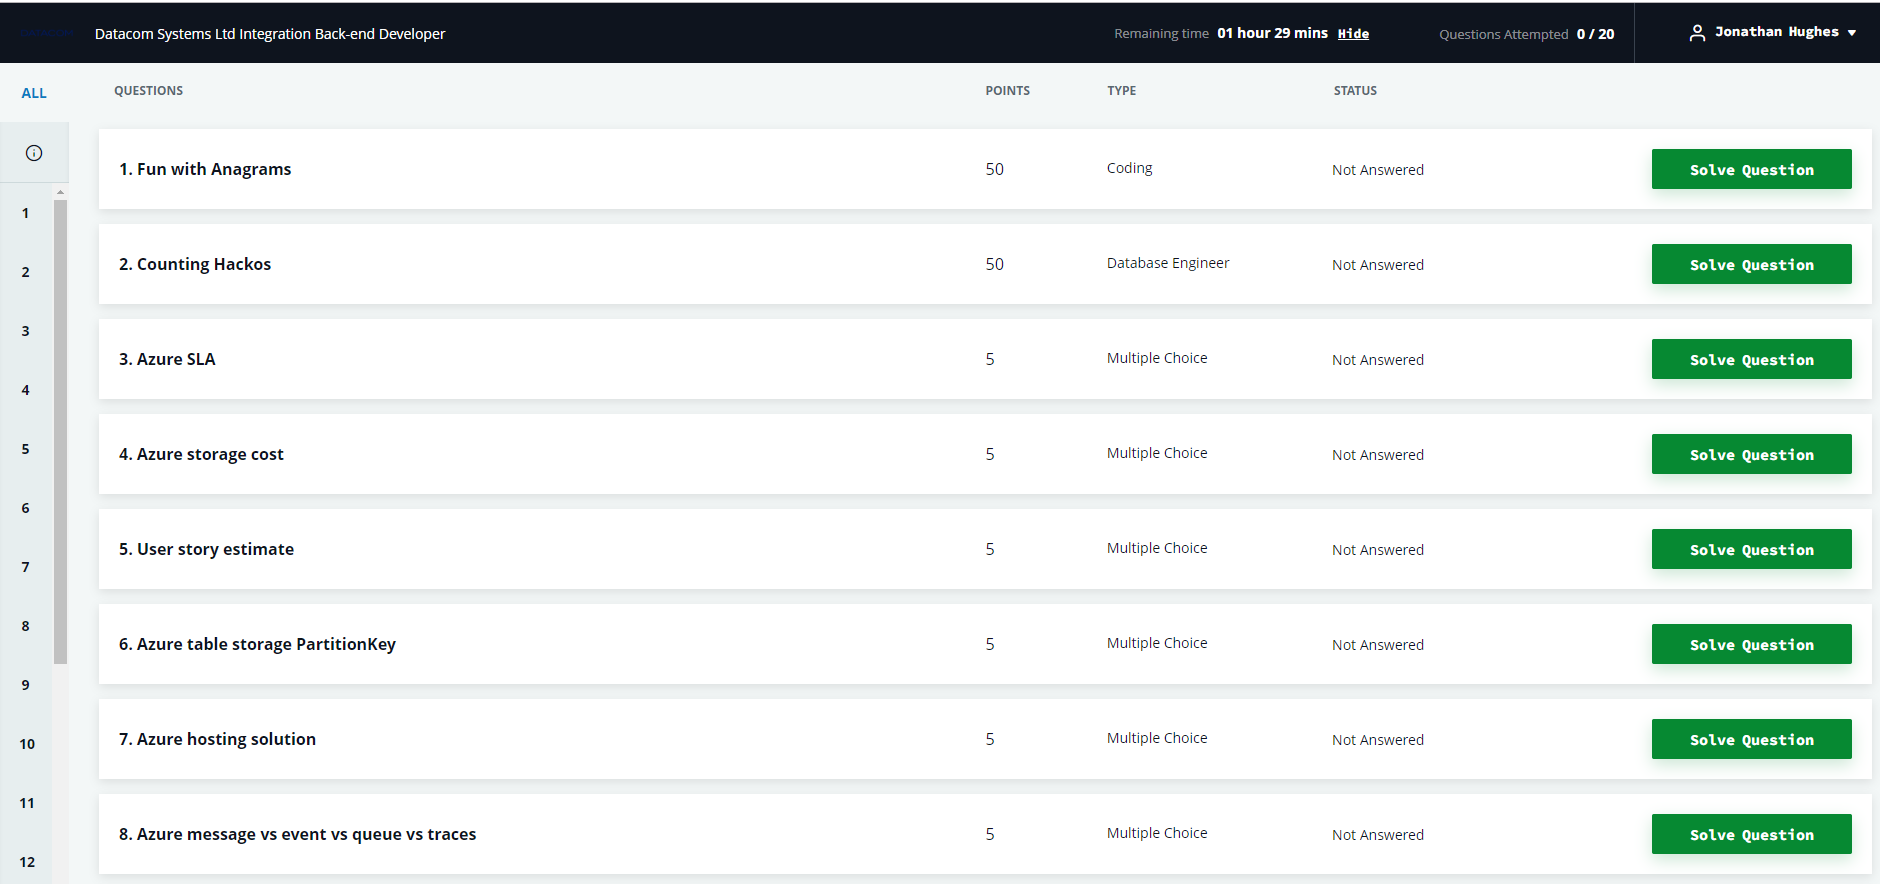 Datacom Systems Ltd Integration Back-end Developer Remaining time 01 hour 29 mins Hide Questions Attempted 0 / 20 Jonathan Hughes
ALL QUESTIONS POINTS TYPE STATUS
1. Fun with Anagrams 50 Coding Not Answered Solve Question
1
2. Counting Hackos 50 Database Engineer Not Answered Solve Question
2
3
3. Azure SLA 5 Multiple Choice Not Answered Solve Question
4
4. Azure storage cost 5 Multiple Choice Not Answered Solve Question
5
6
5. User story estimate 5 Multiple Choice Not Answered Solve Question
7
8
6. Azure table storage PartitionKey 5 Multiple Choice Not Answered Solve Question
9
7. Azure hosting solution 5 Multiple Choice Not Answered Solve Question
10
11
8. Azure message vs event vs queue vs traces 5 Multiple Choice Not Answered Solve Question
12